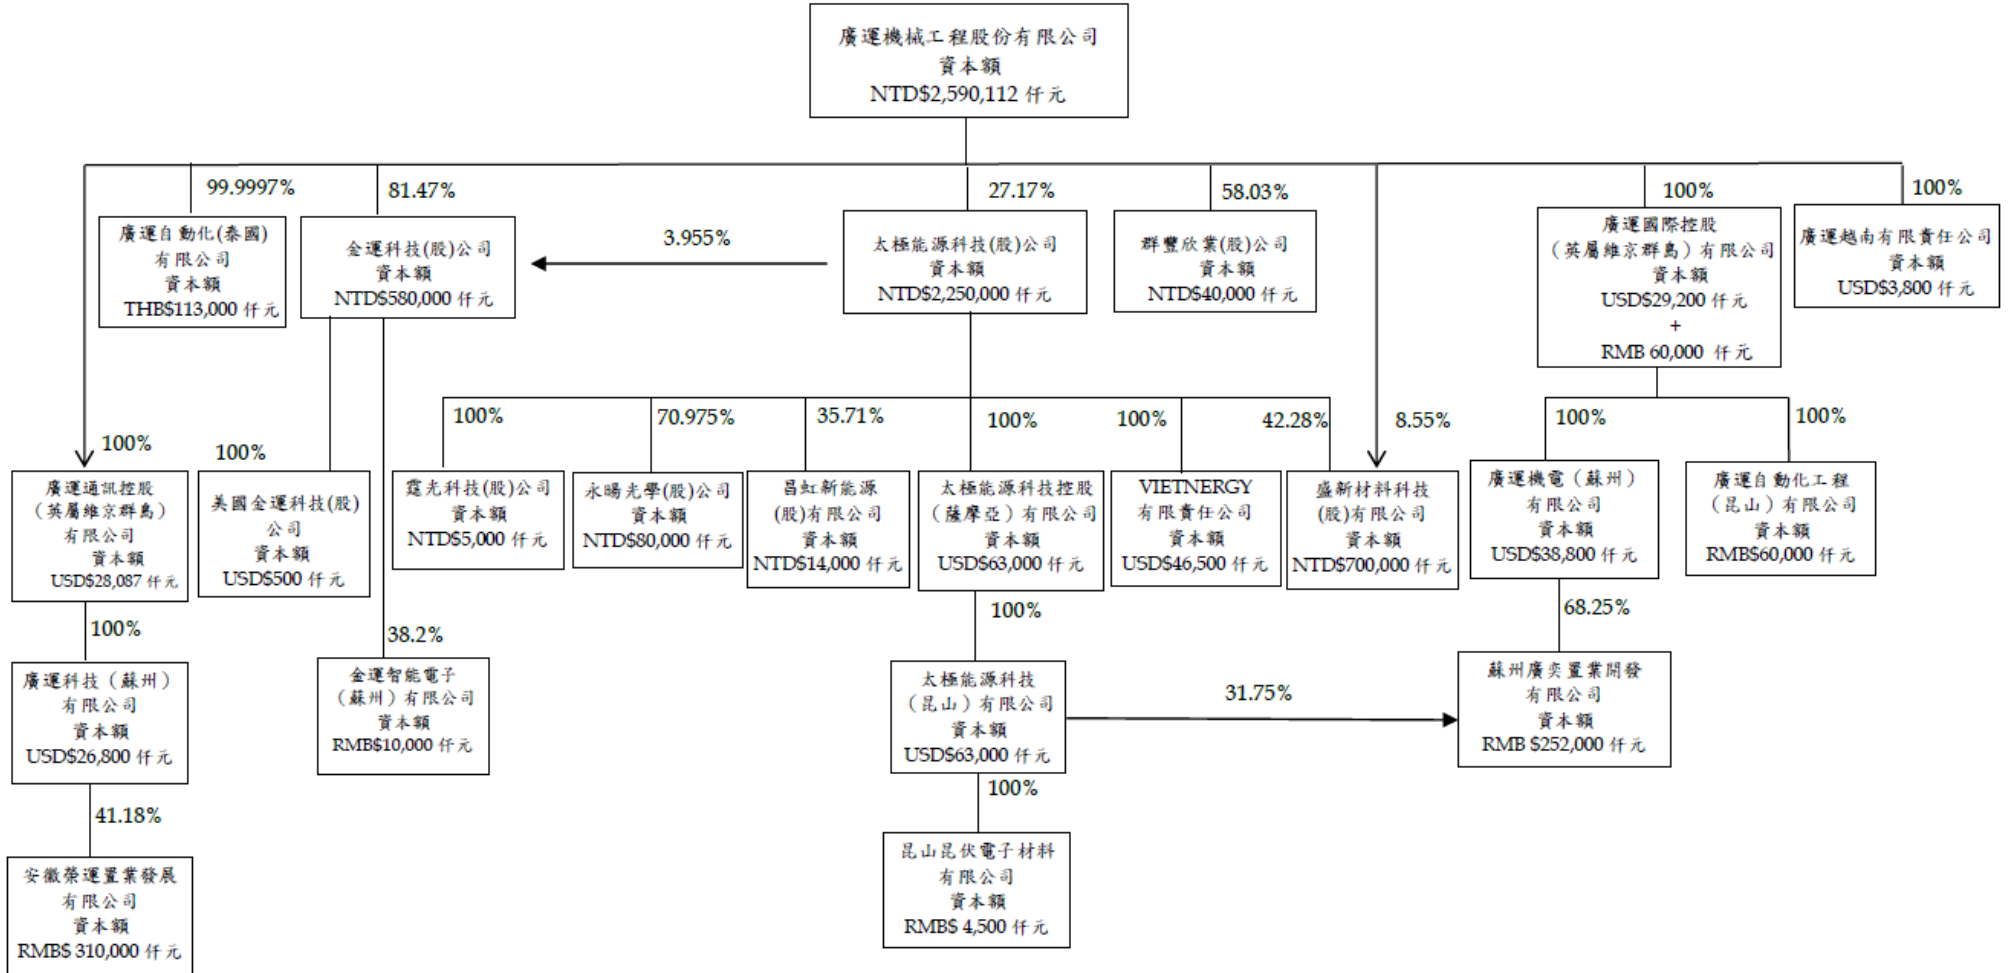 廣運機械工程股份有限公司
資本額
NTD$2,590,112 仟元
99.9997%
81.47%
27.17%
58.03%
100%
100%
廣運自動化(泰國)
有限公司
資本額
THB$113,000 仟元
金運科技(股)公司
資本額
NTD$580,000 仟元
3.955%
太極能源科技(股)公司
資本額
NTD$2,250,000 仟元
群豐欣業(股)公司
資本額
NTD$40,000 仟元
廣運國際控股
（英屬維京群島）有限公司
資本額
USD$29,200 仟元
+
RMB 60,000 仟元
廣運越南有限責任公司
資本額
USD$3,800 仟元
100%
100%
100%
70.975%
35.71%
100%
100%
42.28%
8.55%
100%
100%
廣運通訊控股
（英屬維京群島）
有限公司
資本額
USD$28,087 仟元
美國金運科技(股)
公司
資本額
USD$500 仟元
霆光科技(股)公司
資本額
NTD$5,000 仟元
永暘光學(股)公司
資本額
NTD$80,000 仟元
昌虹新能源
(股)有限公司
資本額
NTD$14,000 仟元
太極能源科技控股
（薩摩亞）有限公司
資本額
USD$63,000 仟元
VIETNERGY
有限責任公司
資本額
USD$46,500 仟元
盛新材料科技
(股)有限公司
資本額
NTD$700,000 仟元
廣運機電（蘇州）
有限公司
資本額
USD$38,800 仟元
廣運自動化工程
（昆山）有限公司
資本額
RMB$60,000 仟元
100%
38.2%
100%
68.25%
廣運科技（蘇州）
有限公司
資本額
USD$26,800 仟元
金運智能電子
（蘇州）有限公司
資本額
RMB$10,000 仟元
太極能源科技
（昆山）有限公司
資本額
USD$63,000 仟元
31.75%
蘇州廣奕置業開發
有限公司
資本額
RMB $252,000 仟元
41.18%
100%
安徽榮運置業發展
有限公司
資本額
RMB$ 310,000 仟元
昆山昆伏電子材料
有限公司
資本額
RMB$ 4,500 仟元